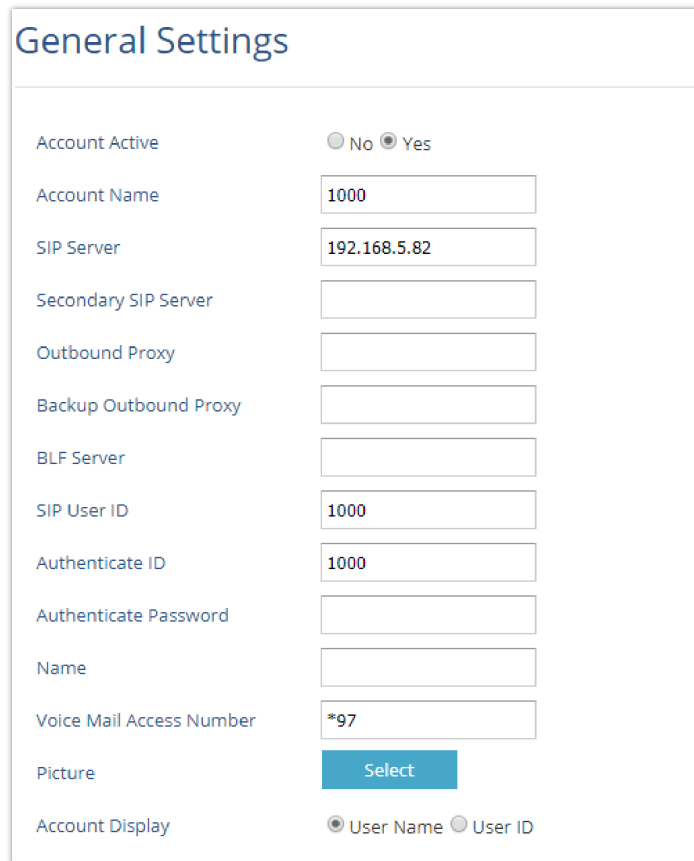 General Settings
Account Active No Yes
Account Name 1000
SIP Server 192.168.5.82
Secondary SIP Server
Outbound Proxy
Backup Outbound Proxy
BLF Server
SIP User ID 1000
Authenticate ID 1000
Authenticate Password
Name
Voice Mail Access Number *97
Picture Select
Account Display User Name User ID